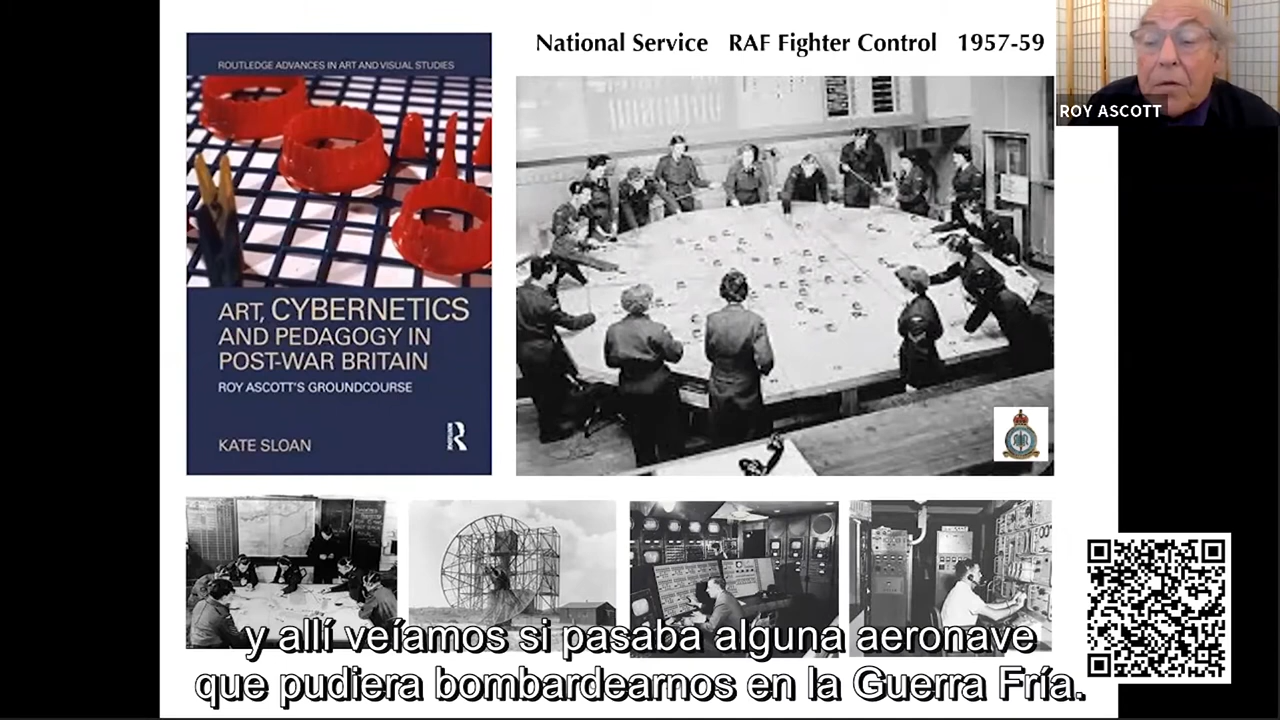 National Service RAF Fighter Control 1957-59
ROY ASCOTT
ROUTLEDGE ADVANCES IN ART AND VISUAL STUDIES
ART, CYBERNETICS
AND PEDAGOGY IN
POST-WAR BRITAIN
ROY ASCOTT'S GROUNDCOURSE
KATE SLOAN
R
y allí veíamos si pasaba alguna aeronave
que pudiera bombardearnos en la Guerra Fría.